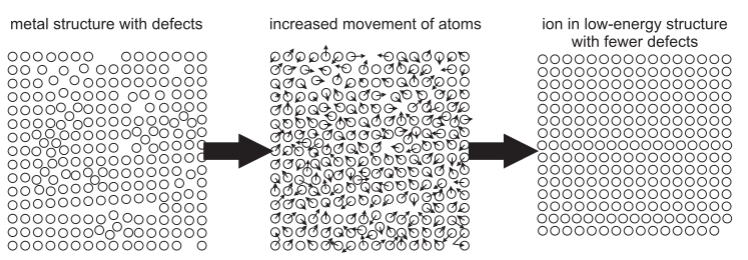 metal structure with defects
increased movement of atoms
ion in low-energy structure
with fewer defects